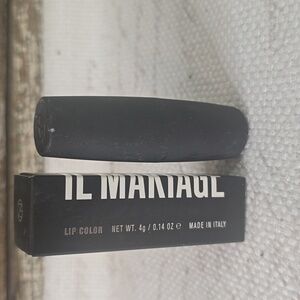 IL MARIAGE
LIP COLOR NET WT. 4g / 0.14 OZ ℮ MADE IN ITALY